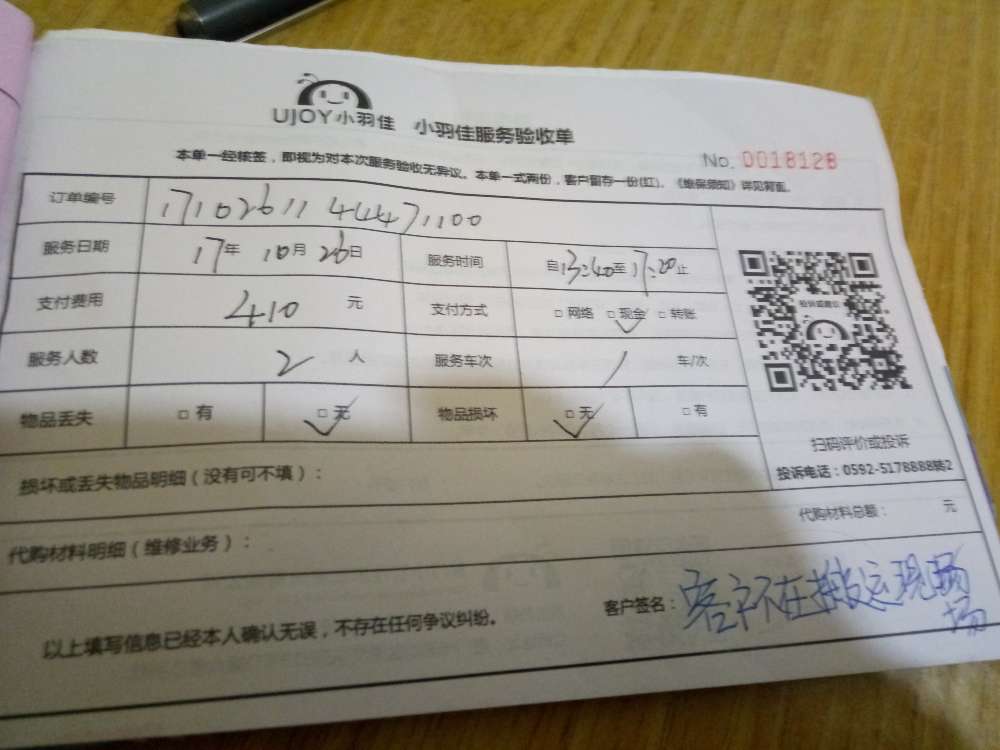 UJOY小羽佳 小羽佳服务验收单
No. 0018128
本单一经核签，即视为对本次服务验收无异议。本单一式两份，客户留存一份(红)。《维保须知》详见背面。
订单编号 1710261144471100
服务日期 17年 10月 26日 服务时间 自13:40至17:20止
支付费用 410 元 支付方式 □ 网络 □ 现金 □ 转账
服务人数 2 人 服务车次 1 车/次
物品丢失 □ 有 □ 无 物品损坏 □ 无 □ 有
投诉或建议
扫码评价或投诉
投诉电话：0592-5178888转2
损坏或丢失物品明细（没有可不填）：
代购材料明细（维修业务）：
代购材料总额： 元
以上填写信息已经本人确认无误，不存在任何争议纠纷。
客户签名：客户不在搬运现场
场